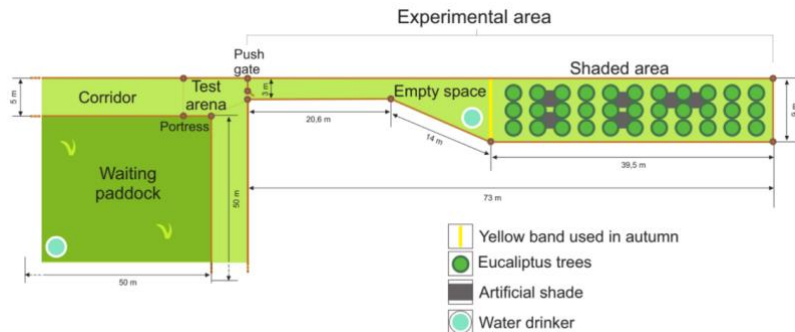 Experimental area
Push
gate
Shaded area
5 m
Corridor
Test
arena
3 m
Empty space
9 m
Portress
20,6 m
14 m
39,5 m
Waiting
paddock
50 m
73 m
50 m
Yellow band used in autumn
Eucaliptus trees
Artificial shade
Water drinker